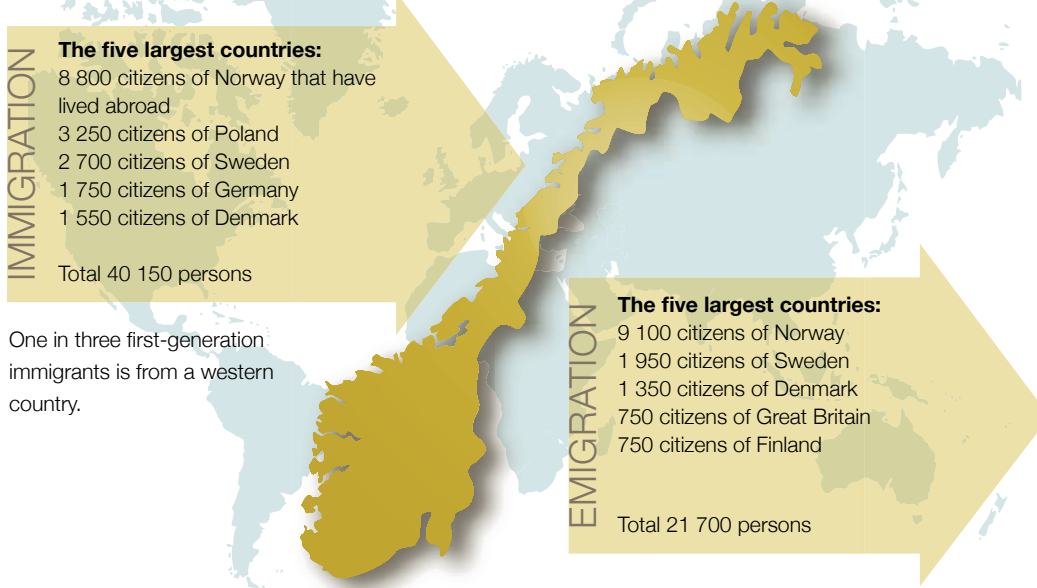 IMMIGRATION
The five largest countries:
8 800 citizens of Norway that have
lived abroad
3 250 citizens of Poland
2 700 citizens of Sweden
1 750 citizens of Germany
1 550 citizens of Denmark
Total 40 150 persons
One in three first-generation
immigrants is from a western
country.
EMIGRATION
The five largest countries:
9 100 citizens of Norway
1 950 citizens of Sweden
1 350 citizens of Denmark
750 citizens of Great Britain
750 citizens of Finland
Total 21 700 persons